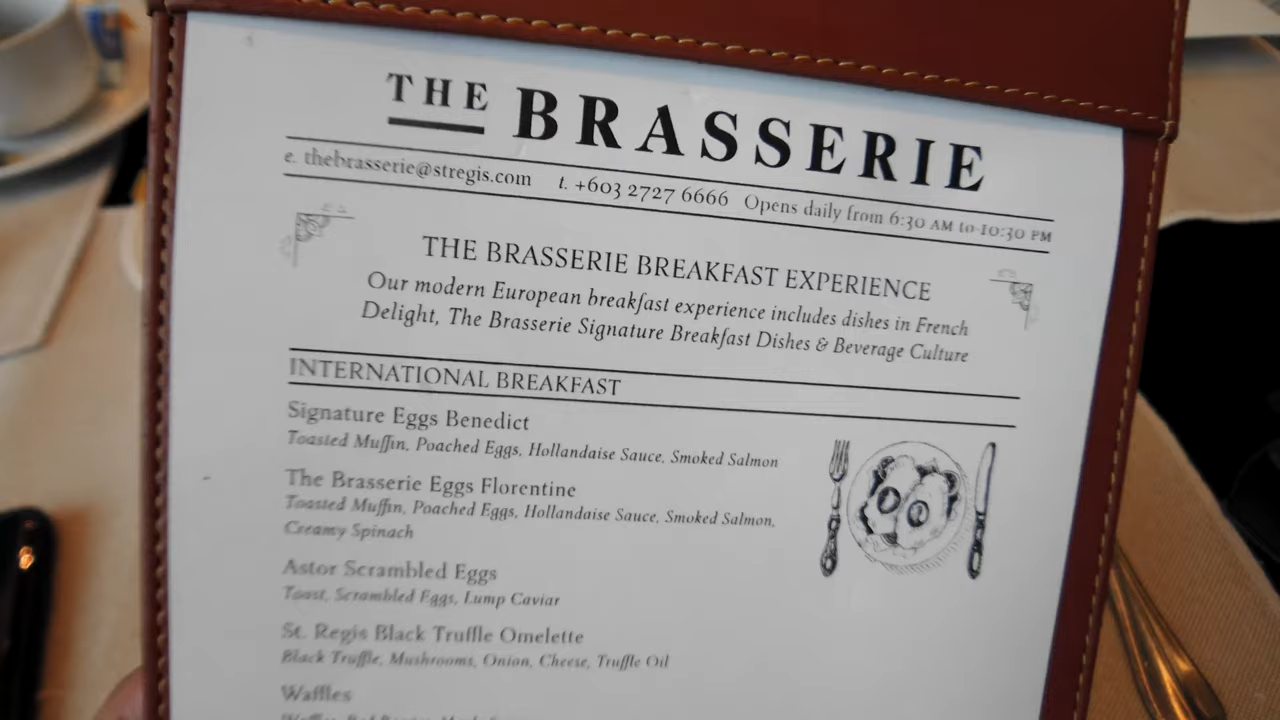 THE BRASSERIE
e. thebrasserie@stregis.com t. +603 2727 6666 Opens daily from 6:30 AM to 10:30 PM
THE BRASSERIE BREAKFAST EXPERIENCE
Our modern European breakfast experience includes dishes in French
Delight, The Brasserie Signature Breakfast Dishes & Beverage Culture
INTERNATIONAL BREAKFAST
Signature Eggs Benedict
Toasted Muffin, Poached Eggs, Hollandaise Sauce, Smoked Salmon
The Brasserie Eggs Florentine
Toasted Muffin, Poached Eggs, Hollandaise Sauce, Smoked Salmon,
Creamy Spinach
Astor Scrambled Eggs
Toast, Scrambled Eggs, Lump Caviar
St. Regis Black Truffle Omelette
Black Truffle, Mushrooms, Onion, Cheese, Truffle Oil
Waffles